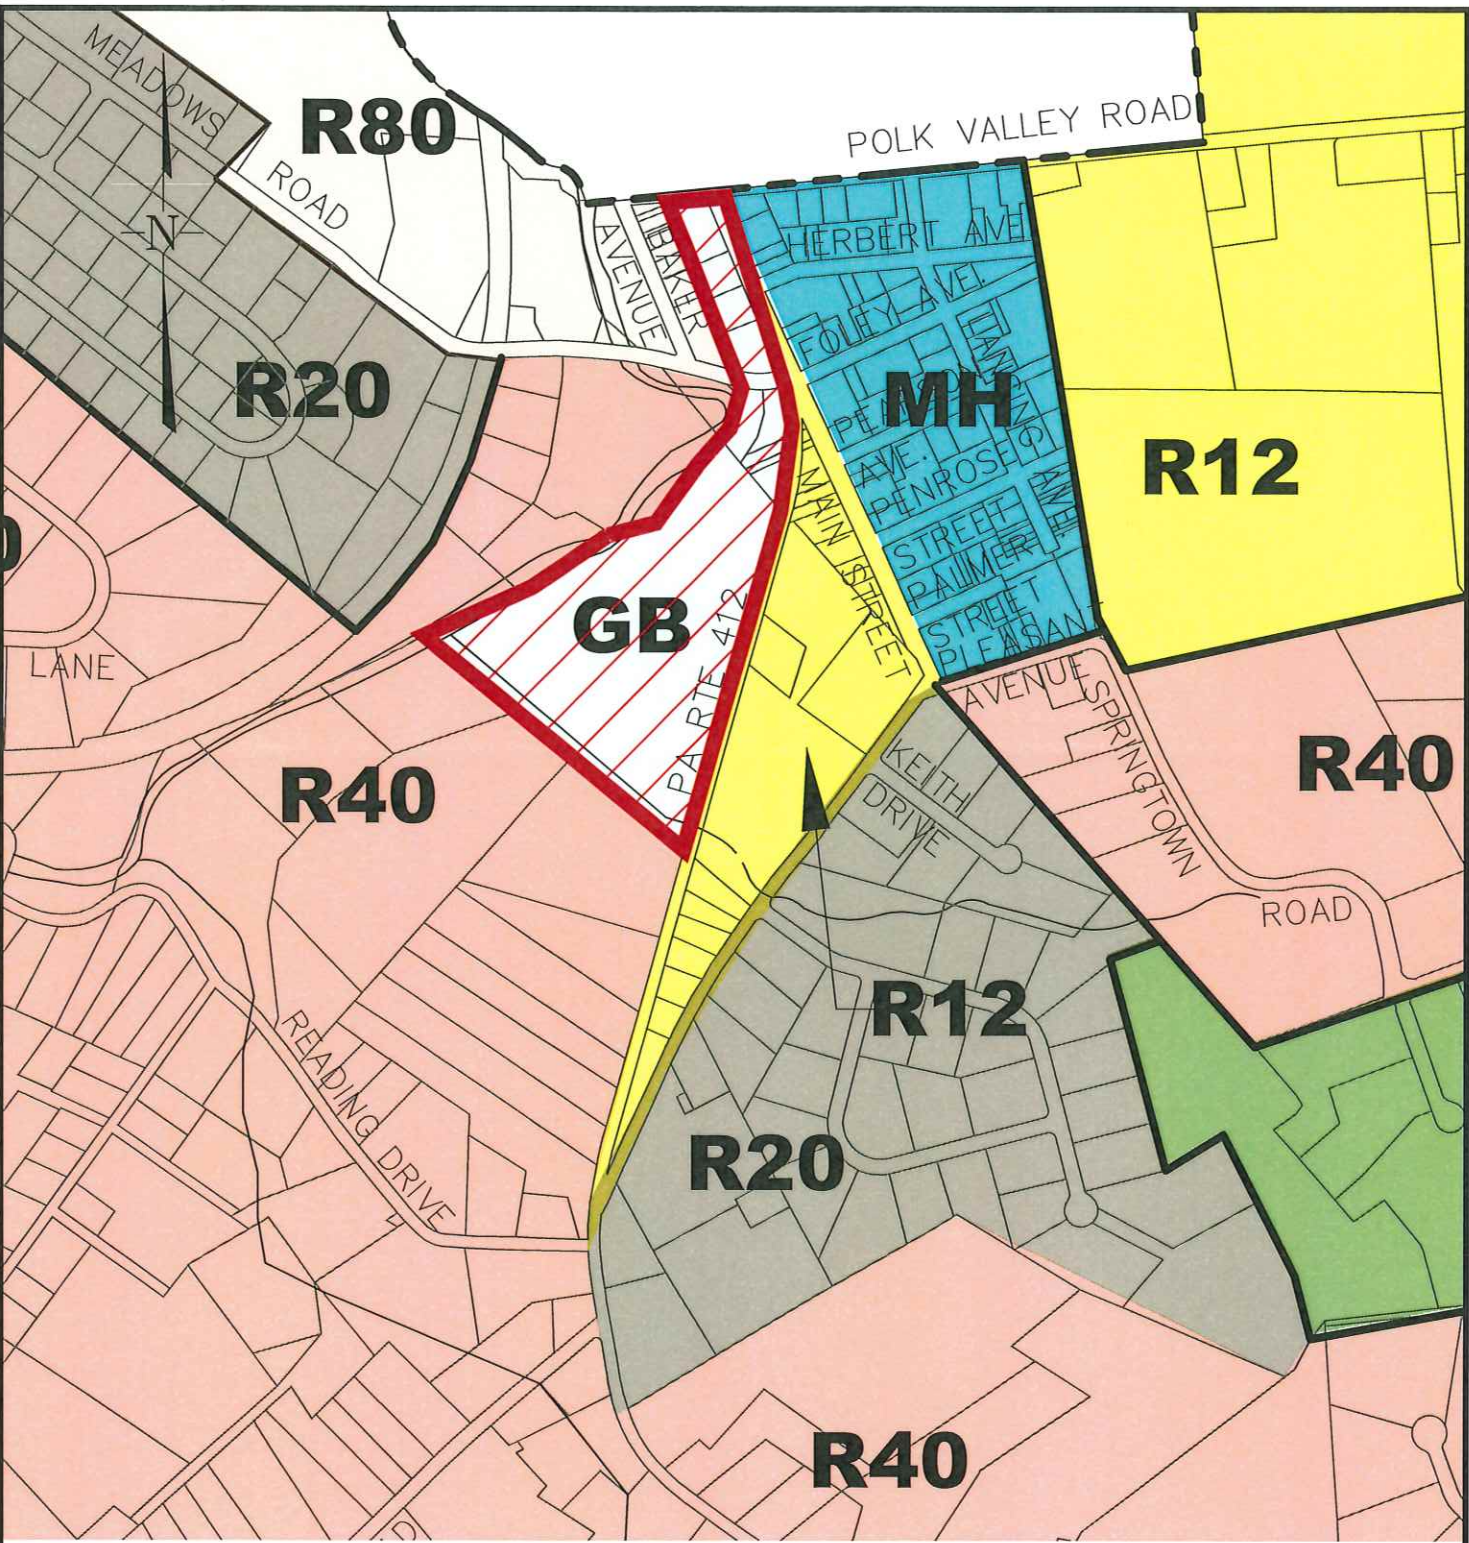 MEADOWS
ROAD
R80
POLK VALLEY ROAD
N
BAKER
AVENUE
HERBERT AVE.
FOLEY AVE.
R20
MH
R12
AVE.
PENROSE
STREET
PALMER
STREET
PLEASANT
AVENUE
MAIN STREET
GB
PA RTE 412
LANE
R40
SPRINGTOWN
ROAD
R40
KEITH
DRIVE
R12
READING DRIVE
R20
R40